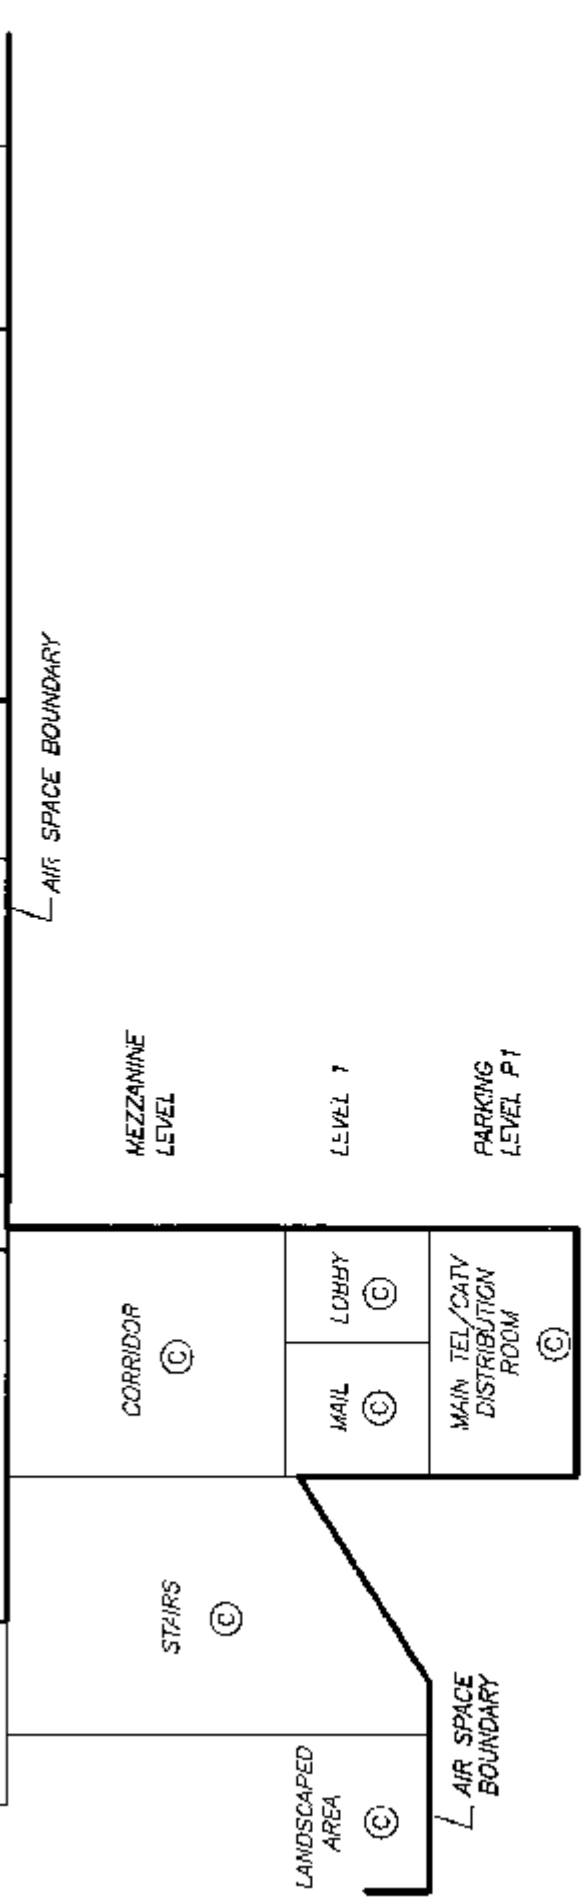 AIR SPACE BOUNDARY
CORRIDOR
©
MEZZANINE
LEVEL
STAIRS
©
LANDSCAPED
AREA
©
MAIL
©
LOBBY
©
LEVEL 1
MAIN TEL/CATV
DISTRIBUTION
ROOM
©
PARKING
LEVEL P1
AIR SPACE
BOUNDARY